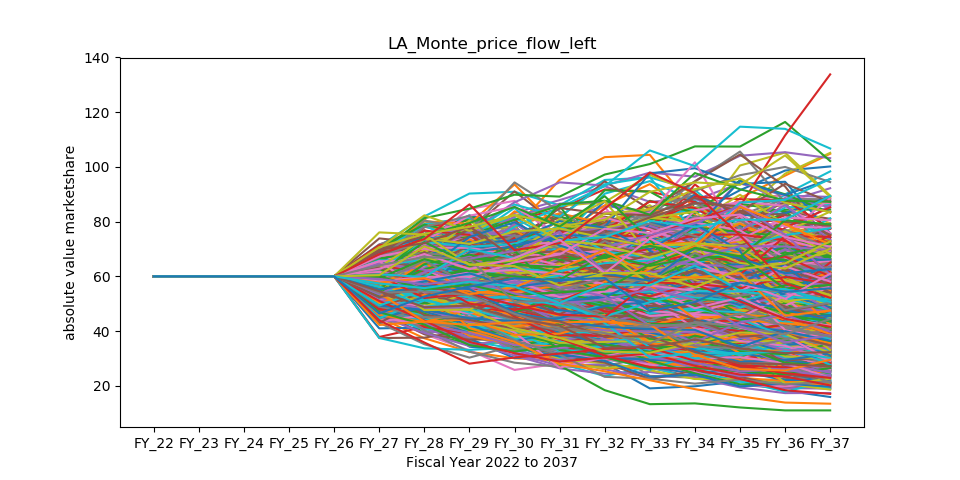 LA_Monte_price_flow_left
absolute value marketshare
140
120
100
80
60
40
20
FY_22 FY_23 FY_24 FY_25 FY_26 FY_27 FY_28 FY_29 FY_30 FY_31 FY_32 FY_33 FY_34 FY_35 FY_36 FY_37
Fiscal Year 2022 to 2037